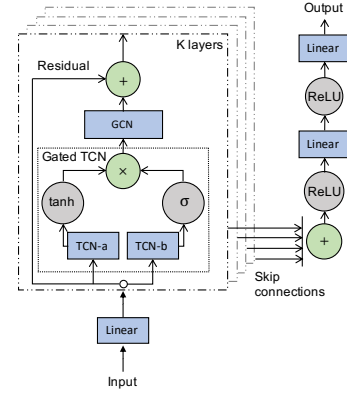 Output
K layers
Linear
Residual
ReLU
+
GCN
Linear
Gated TCN
×
ReLU
tanh
σ
TCN-a
TCN-b
+
Skip
connections
Linear
Input